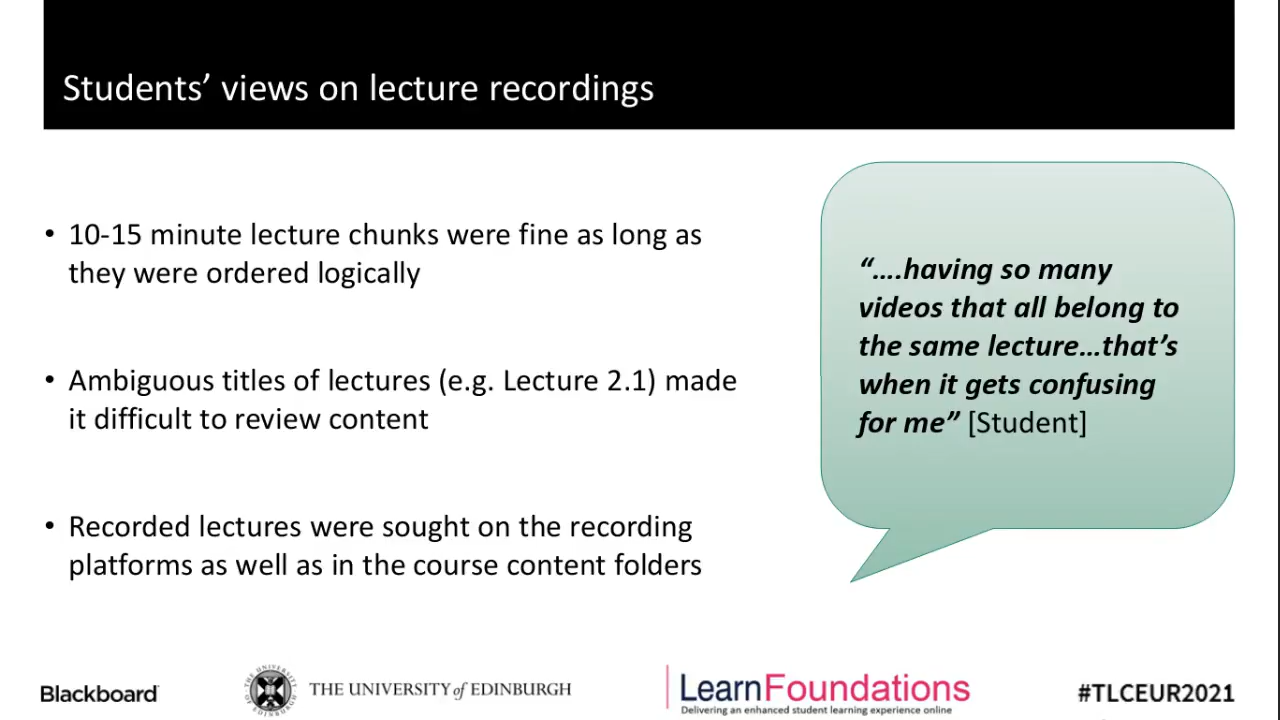 Students’ views on lecture recordings
• 10-15 minute lecture chunks were fine as long as
they were ordered logically
• Ambiguous titles of lectures (e.g. Lecture 2.1) made
it difficult to review content
• Recorded lectures were sought on the recording
platforms as well as in the course content folders
“….having so many
videos that all belong to
the same lecture…that’s
when it gets confusing
for me” [Student]
Blackboard
THE UNIVERSITY of EDINBURGH
LearnFoundations
Delivering an enhanced student learning experience online
#TLCEUR2021